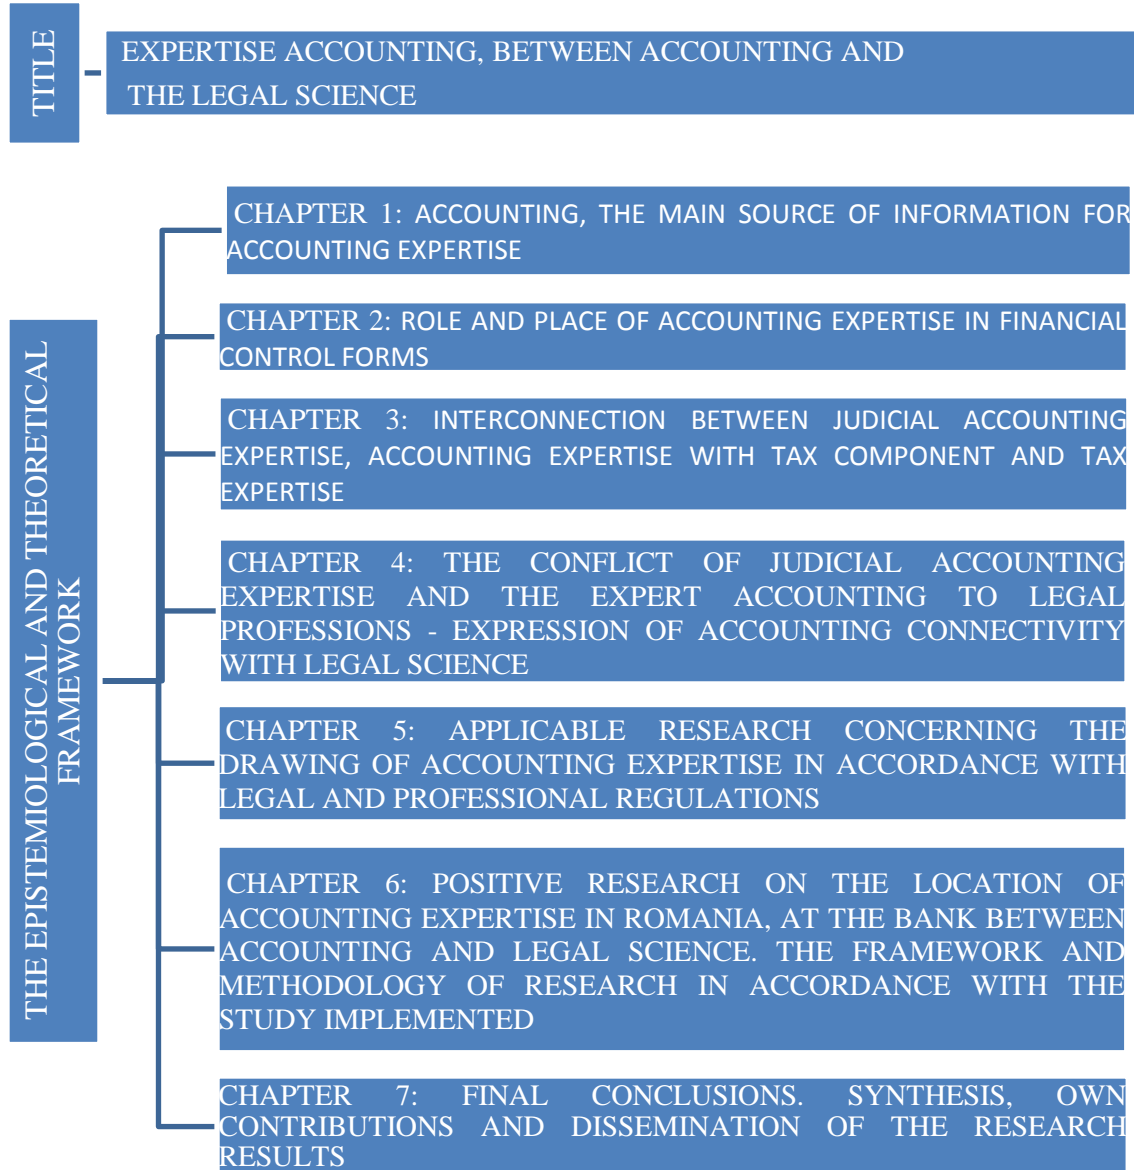 TITLE
EXPERTISE ACCOUNTING, BETWEEN ACCOUNTING AND
THE LEGAL SCIENCE
THE EPISTEMIOLOGICAL AND THEORETICAL
FRAMEWORK
CHAPTER 1: ACCOUNTING, THE MAIN SOURCE OF INFORMATION FOR
ACCOUNTING EXPERTISE
CHAPTER 2: ROLE AND PLACE OF ACCOUNTING EXPERTISE IN FINANCIAL
CONTROL FORMS
CHAPTER 3: INTERCONNECTION BETWEEN JUDICIAL ACCOUNTING
EXPERTISE, ACCOUNTING EXPERTISE WITH TAX COMPONENT AND TAX
EXPERTISE
CHAPTER 4: THE CONFLICT OF JUDICIAL ACCOUNTING
EXPERTISE AND THE EXPERT ACCOUNTING TO LEGAL
PROFESSIONS - EXPRESSION OF ACCOUNTING CONNECTIVITY
WITH LEGAL SCIENCE
CHAPTER 5: APPLICABLE RESEARCH CONCERNING THE
DRAWING OF ACCOUNTING EXPERTISE IN ACCORDANCE WITH
LEGAL AND PROFESSIONAL REGULATIONS
CHAPTER 6: POSITIVE RESEARCH ON THE LOCATION OF
ACCOUNTING EXPERTISE IN ROMANIA, AT THE BANK BETWEEN
ACCOUNTING AND LEGAL SCIENCE. THE FRAMEWORK AND
METHODOLOGY OF RESEARCH IN ACCORDANCE WITH THE
STUDY IMPLEMENTED
CHAPTER 7: FINAL CONCLUSIONS. SYNTHESIS, OWN
CONTRIBUTIONS AND DISSEMINATION OF THE RESEARCH
RESULTS